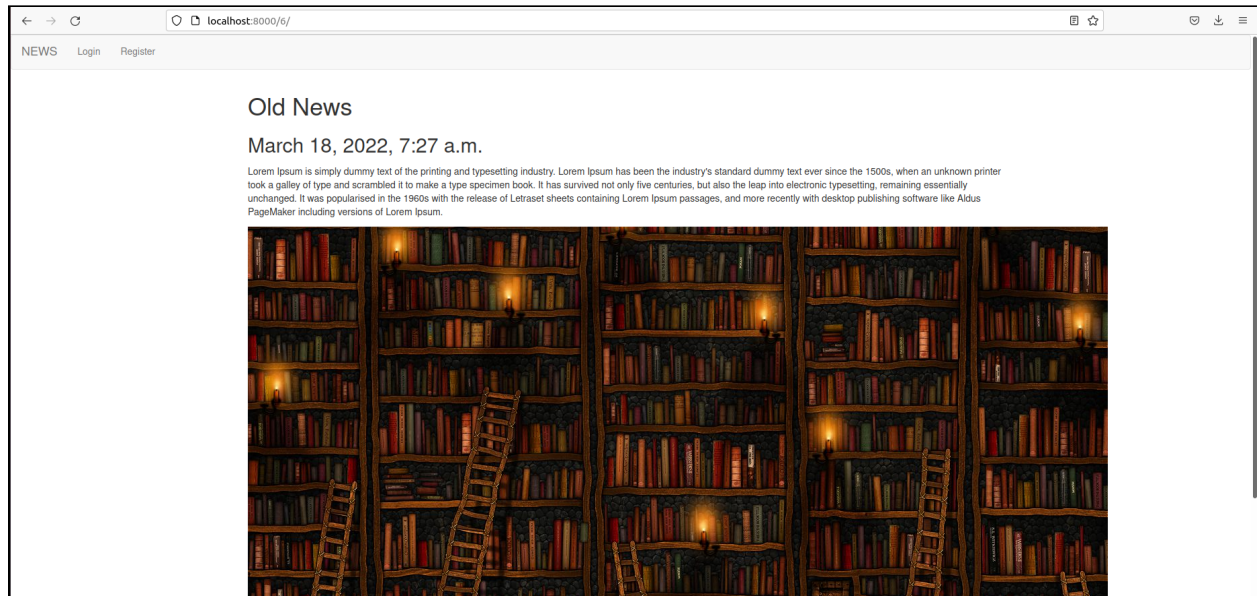 localhost:8000/6/
NEWS Login Register
Old News
March 18, 2022, 7:27 a.m.
Lorem Ipsum is simply dummy text of the printing and typesetting industry. Lorem Ipsum has been the industry's standard dummy text ever since the 1500s, when an unknown printer
took a galley of type and scrambled it to make a type specimen book. It has survived not only five centuries, but also the leap into electronic typesetting, remaining essentially
unchanged. It was popularised in the 1960s with the release of Letraset sheets containing Lorem Ipsum passages, and more recently with desktop publishing software like Aldus
PageMaker including versions of Lorem Ipsum.